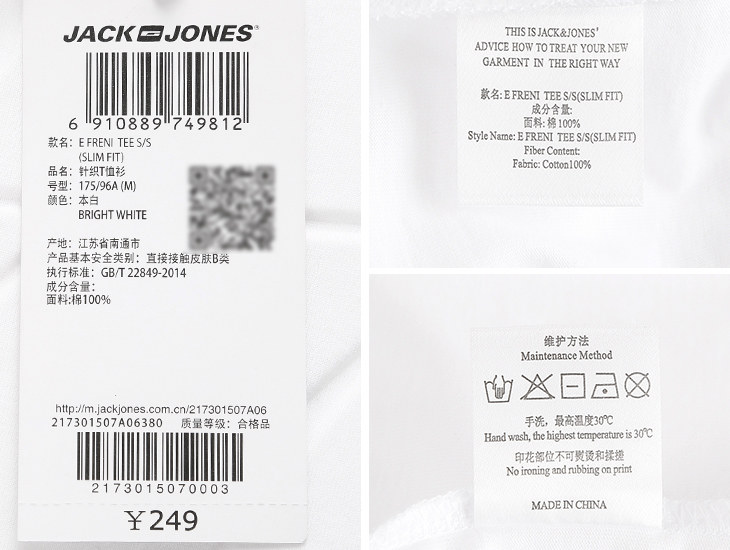 JACK JONES®
6 910889 749812
款名: E FRENI TEE S/S
(SLIM FIT)
品名: 针织T恤衫
号型: 175/96A (M)
颜色: 本白
BRIGHT WHITE
产地: 江苏省南通市
产品基本安全类别: 直接接触皮肤B类
执行标准: GB/T 22849-2014
成分含量:
面料:棉100%
http://m.jackjones.com.cn/217301507A06
217301507A06380 质量等级: 合格品
2173015070003
￥249
THIS IS JACK&JONES'
ADVICE HOW TO TREAT YOUR NEW
GARMENT IN THE RIGHT WAY
款名: E FRENI TEE S/S(SLIM FIT)
成分含量:
面料: 棉100%
Style Name: E FRENI TEE S/S(SLIM FIT)
Fiber Content:
Fabric: Cotton100%
维护方法
Maintenance Method
手洗，最高温度30℃
Hand wash, the highest temperature is 30℃
印花部位不可熨烫和揉搓
No ironing and rubbing on print
MADE IN CHINA